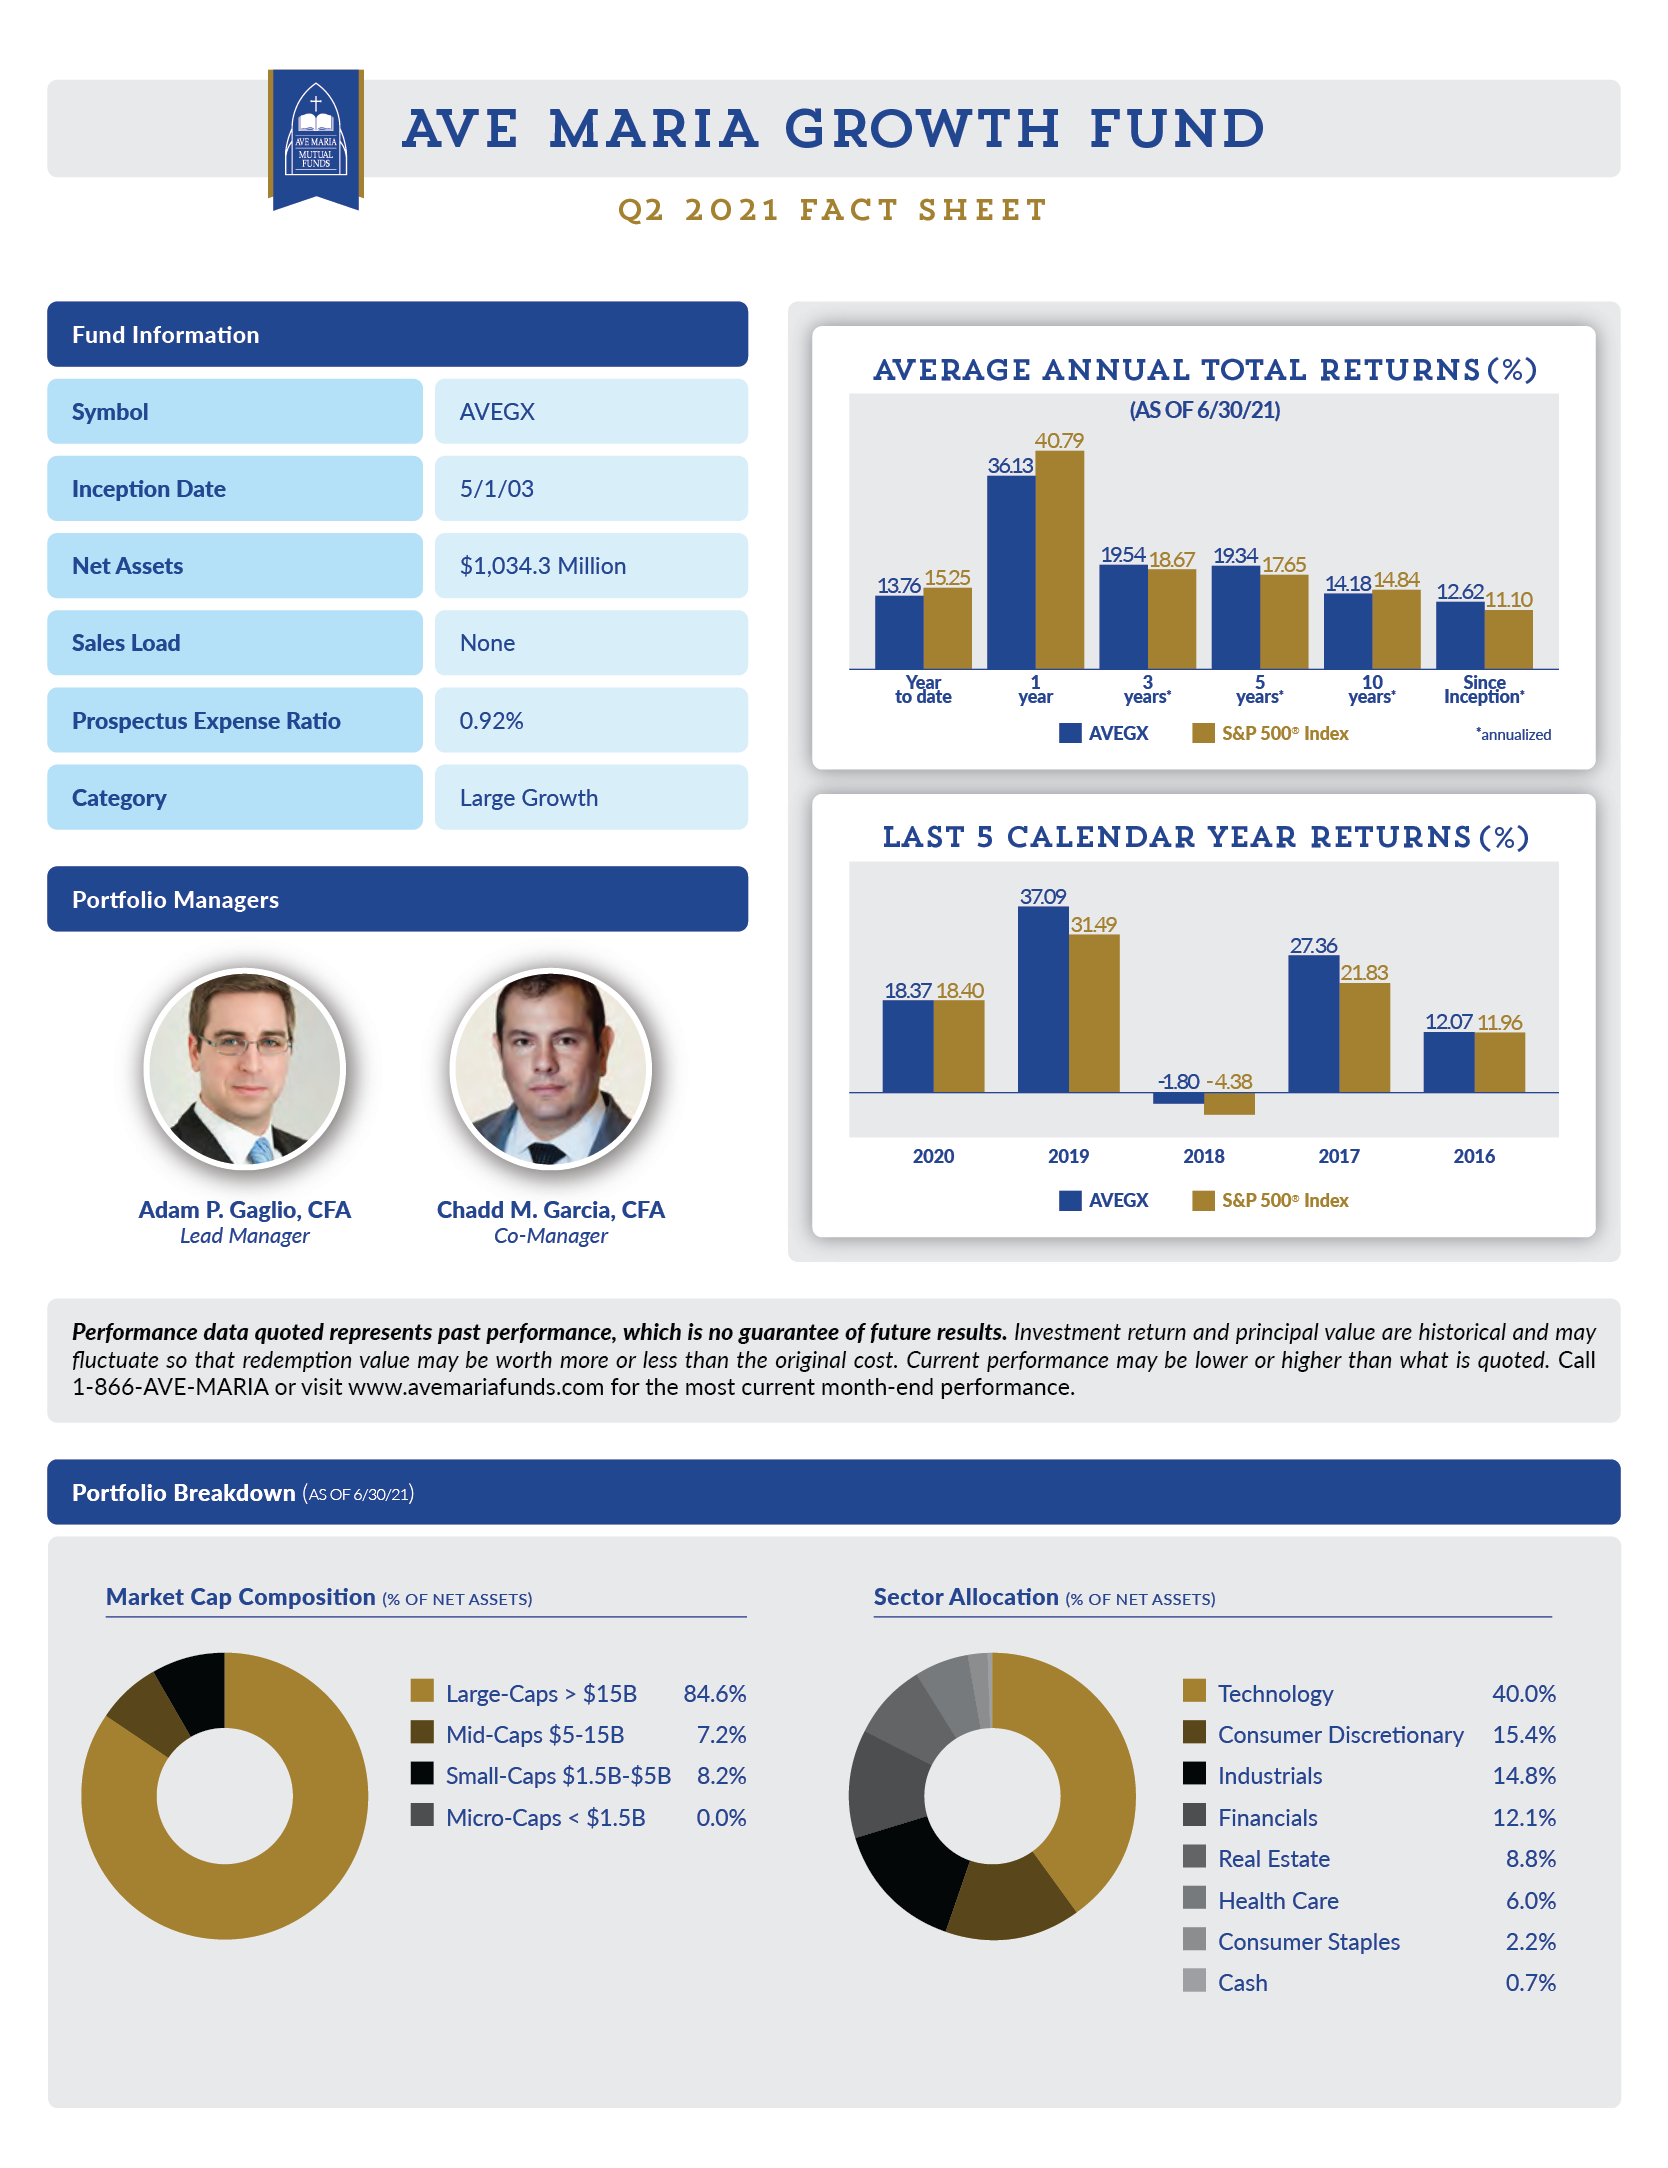 AVE MARIA
MUTUAL
FUNDS
AVE MARIA GROWTH FUND
Q2 2021 FACT SHEET
Fund Information
Symbol AVEGX
Inception Date 5/1/03
Net Assets $1,034.3 Million
Sales Load None
Prospectus Expense Ratio 0.92%
Category Large Growth
Portfolio Managers
Adam P. Gaglio, CFA
Lead Manager
Chadd M. Garcia, CFA
Co-Manager
AVERAGE ANNUAL TOTAL RETURNS (%)
(AS OF 6/30/21)
13.76 15.25 36.13 40.79 19.54 18.67 19.34 17.65 14.18 14.84 12.62 11.10
Year 1 3 5 10 Since
to date year years* years* years* Inception*
AVEGX S&P 500® Index *annualized
LAST 5 CALENDAR YEAR RETURNS (%)
18.37 18.40 37.09 31.49 -1.80 -4.38 27.36 21.83 12.07 11.96
2020 2019 2018 2017 2016
AVEGX S&P 500® Index
Performance data quoted represents past performance, which is no guarantee of future results. Investment return and principal value are historical and may
fluctuate so that redemption value may be worth more or less than the original cost. Current performance may be lower or higher than what is quoted. Call
1-866-AVE-MARIA or visit www.avemariafunds.com for the most current month-end performance.
Portfolio Breakdown (AS OF 6/30/21)
Market Cap Composition (% OF NET ASSETS)
Large-Caps > $15B 84.6%
Mid-Caps $5-15B 7.2%
Small-Caps $1.5B-$5B 8.2%
Micro-Caps < $1.5B 0.0%
Sector Allocation (% OF NET ASSETS)
Technology 40.0%
Consumer Discretionary 15.4%
Industrials 14.8%
Financials 12.1%
Real Estate 8.8%
Health Care 6.0%
Consumer Staples 2.2%
Cash 0.7%